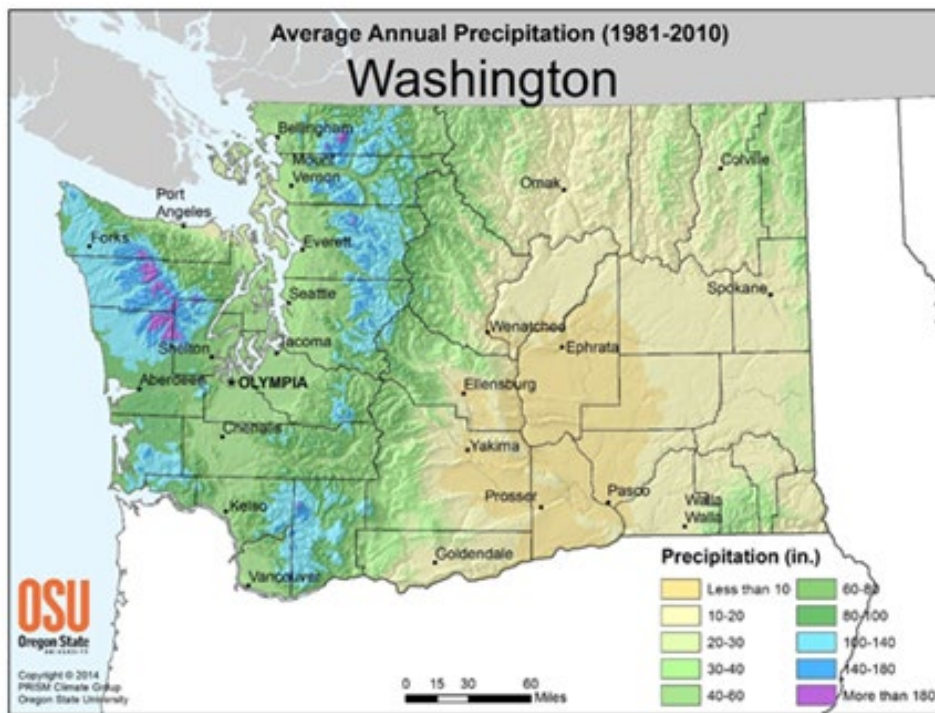 Average Annual Precipitation (1981-2010)
Washington
Bellingham
Mount
Vernon
Colville
Omak
Port
Angeles
Forks
Everett
Seattle
Spokane
Wenatchee
Ephrata
Shelton
Tacoma
Aberdeen
OLYMPIA
Ellensburg
Chehalis
Yakima
Kelso
Prosser
Pasco
Walla
Walla
Goldendale
Vancouver
Precipitation (in.)
Less than 10
10-20
20-30
30-40
40-60
60-80
80-100
100-140
140-180
More than 180
OSU
Oregon State
UNIVERSITY
Copyright © 2014
PRISM Climate Group
Oregon State University
0 15 30 60
Miles